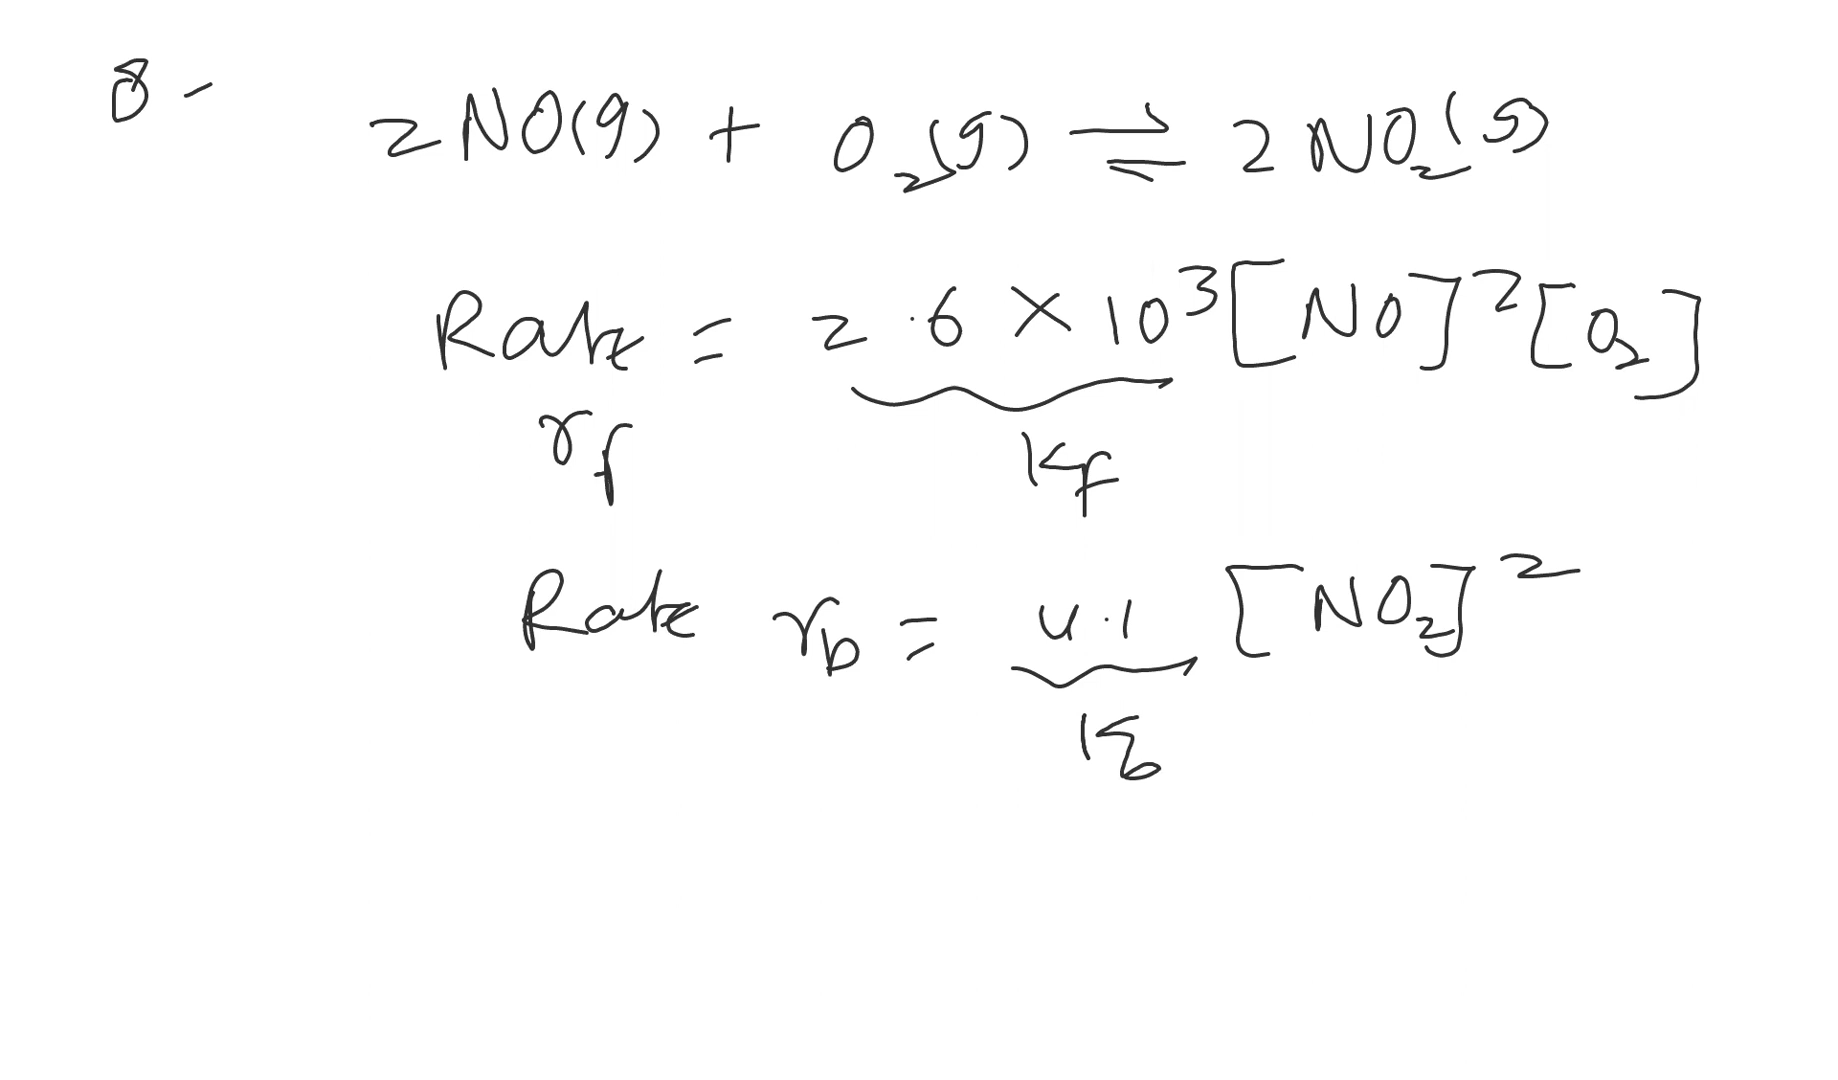 8- 2NO(g) + O₂(g) ⇌ 2NO₂(g)
Rate = 2.6 × 10³[NO]²[O₂]
rf Kf
Rate rb = 4.1 [NO₂]²
Kb